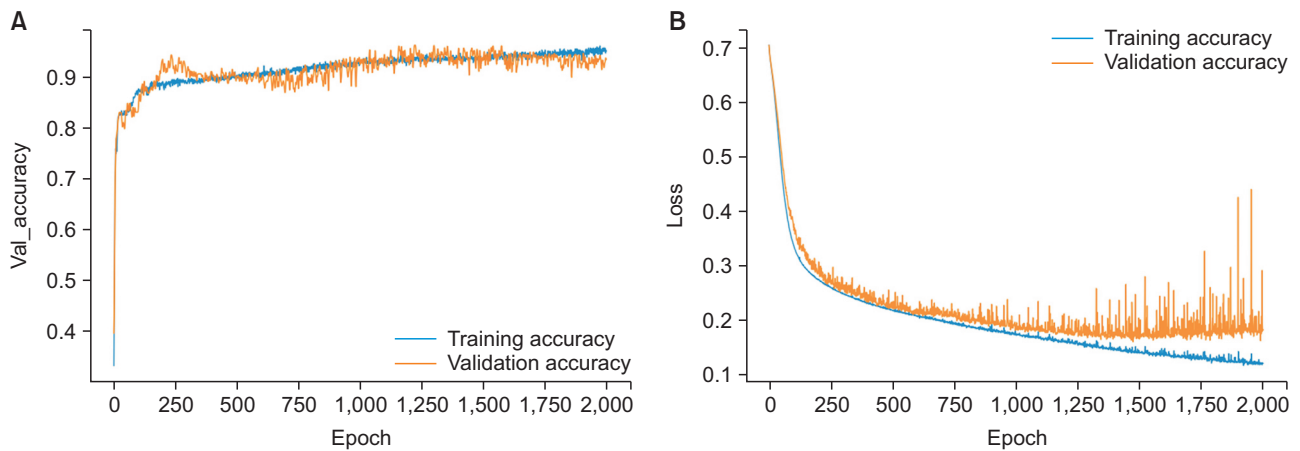 A
0.9
0.8
0.7
0.6
0.5
0.4
Val_accuracy
Training accuracy
Validation accuracy
0 250 500 750 1,000 1,250 1,500 1,750 2,000
Epoch
B
0.7
0.6
0.5
0.4
0.3
0.2
0.1
Loss
Training accuracy
Validation accuracy
0 250 500 750 1,000 1,250 1,500 1,750 2,000
Epoch